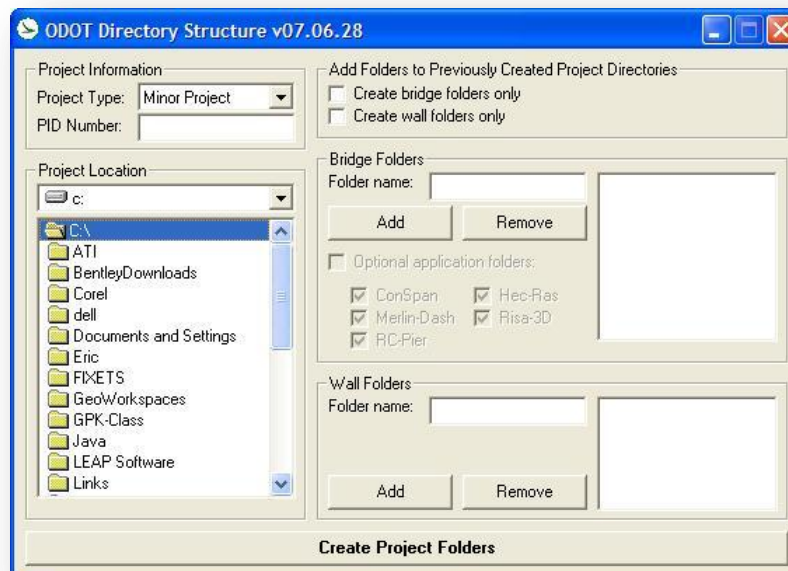 ODOT Directory Structure v07.06.28
Project Information
Project Type: Minor Project
PID Number:
Project Location
c:
C:\
ATI
BentleyDownloads
Corel
dell
Documents and Settings
Eric
FIXETS
GeoWorkspaces
GPK-Class
Java
LEAP Software
Links
Add Folders to Previously Created Project Directories
Create bridge folders only
Create wall folders only
Bridge Folders
Folder name:
Add Remove
Optional application folders:
ConSpan Hec-Ras
Merlin-Dash Risa-3D
RC-Pier
Wall Folders
Folder name:
Add Remove
Create Project Folders